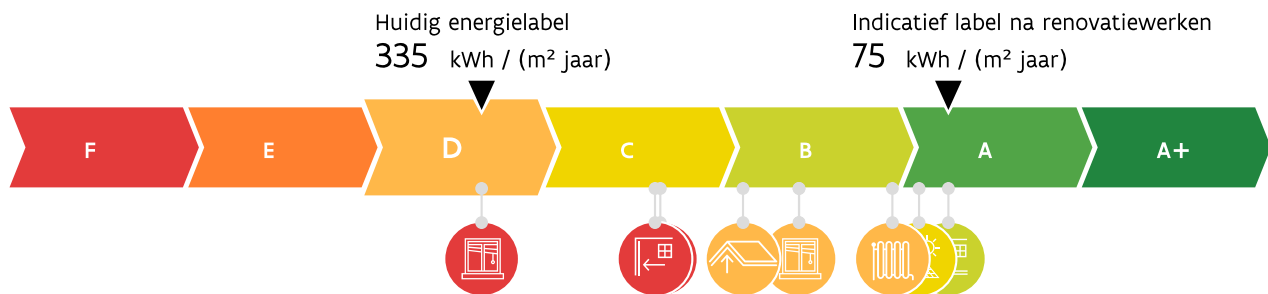 Huidig energielabel
335 kWh / (m² jaar)
Indicatief label na renovatiewerken
75 kWh / (m² jaar)
F E D C B A A+